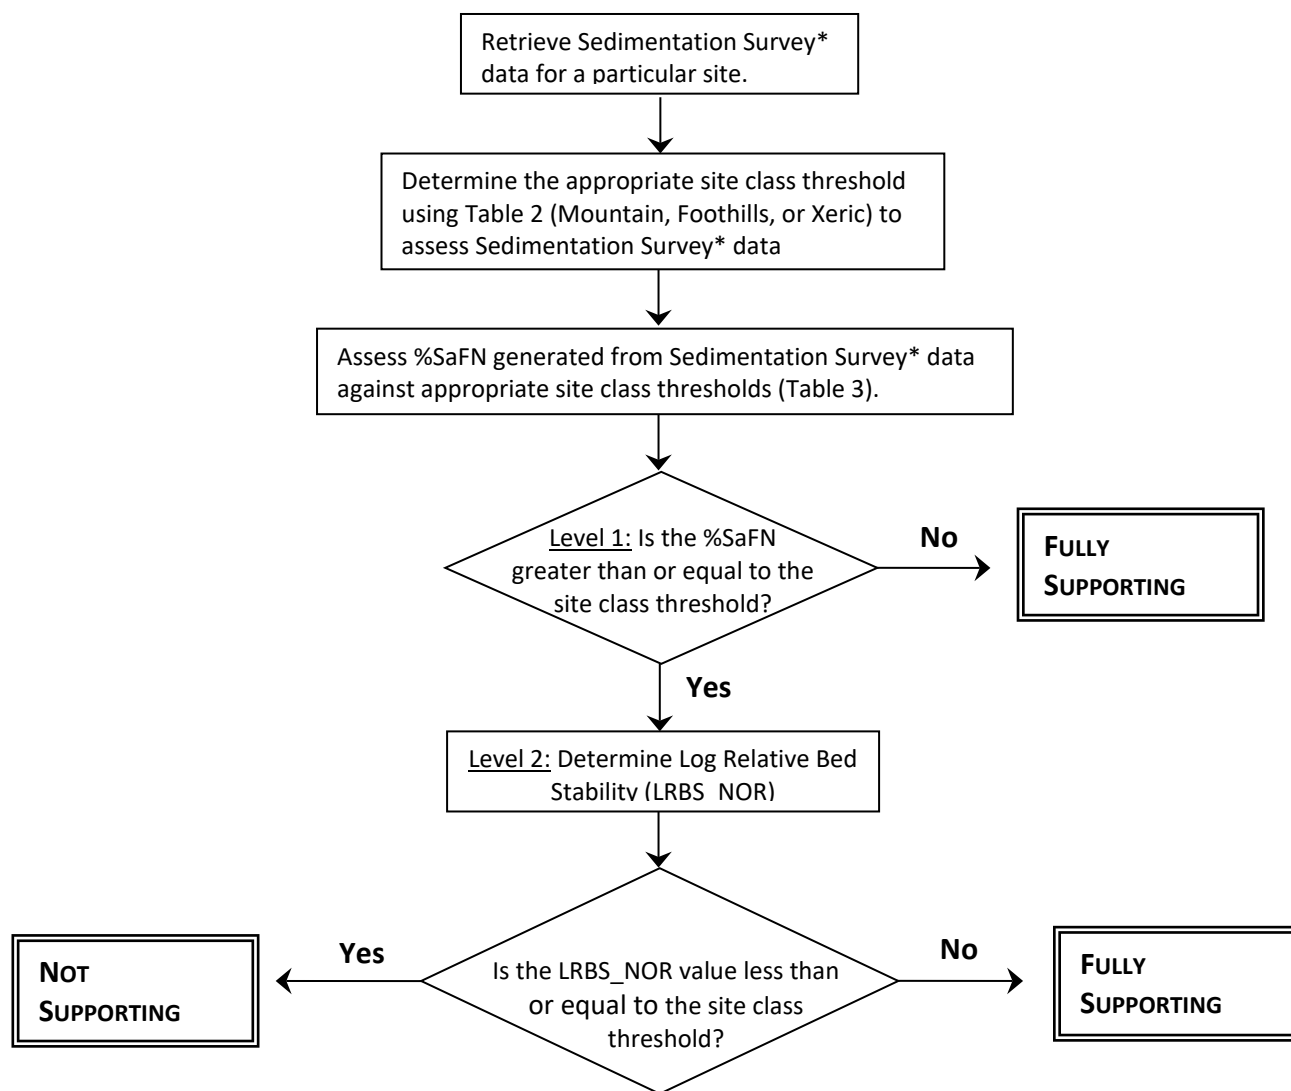 Retrieve Sedimentation Survey*
data for a particular site.
Determine the appropriate site class threshold
using Table 2 (Mountain, Foothills, or Xeric) to
assess Sedimentation Survey* data
Assess %SaFN generated from Sedimentation Survey* data
against appropriate site class thresholds (Table 3).
Level 1: Is the %SaFN
greater than or equal to the
site class threshold?
No
FULLY
SUPPORTING
Yes
Level 2: Determine Log Relative Bed
Stability (LRBS_NOR)
Is the LRBS_NOR value less than
or equal to the site class
threshold?
Yes
NOT
SUPPORTING
No
FULLY
SUPPORTING